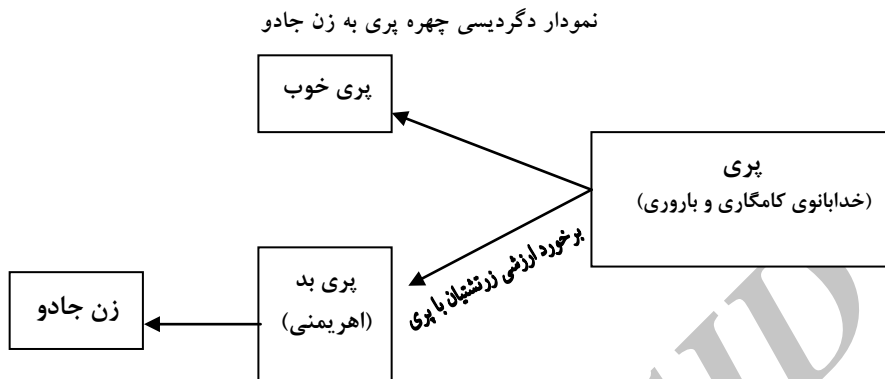 نمودار دگردیسی چهره پری به زن جادو
پری خوب
پری
(خدابانوی کامگاری و باروری)
برخورد ارزشی زرتشتیان با پری
پری بد
(اهریمنی)
زن جادو
ID